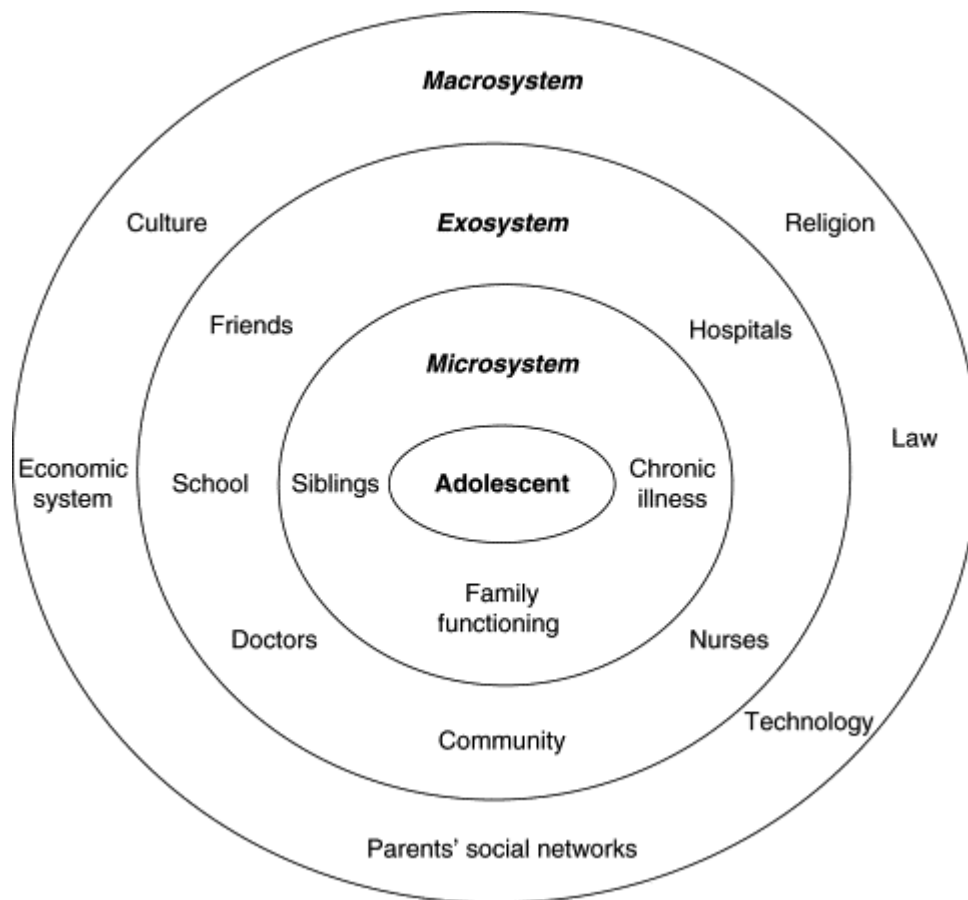 Macrosystem
Culture
Exosystem
Religion
Friends
Hospitals
Microsystem
Law
Economic
system
School
Siblings
Adolescent
Chronic
illness
Family
functioning
Doctors
Nurses
Technology
Community
Parents’ social networks